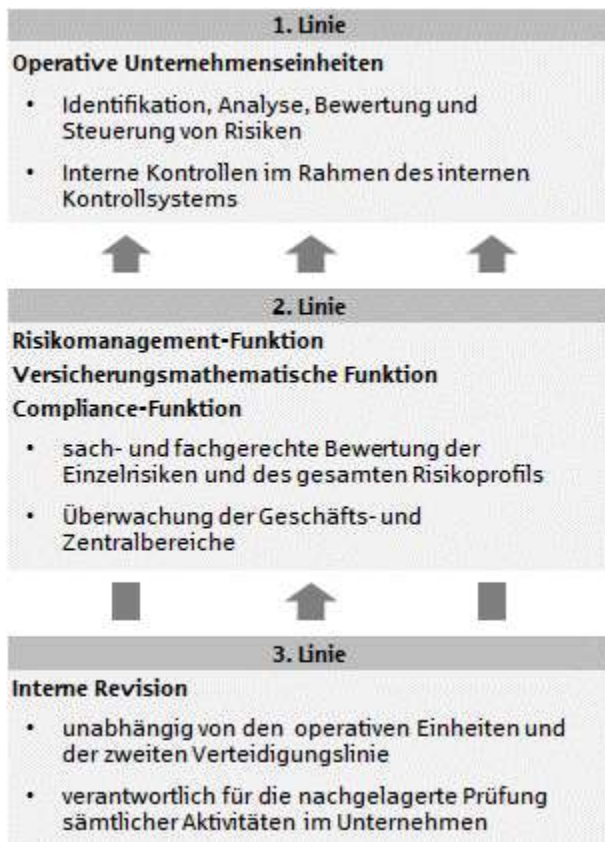 1. Linie
Operative Unternehmenseinheiten
• Identifikation, Analyse, Bewertung und
Steuerung von Risiken
• Interne Kontrollen im Rahmen des internen
Kontrollsystems
2. Linie
Risikomanagement-Funktion
Versicherungsmathematische Funktion
Compliance-Funktion
• sach- und fachgerechte Bewertung der
Einzelrisiken und des gesamten Risikoprofils
• Überwachung der Geschäfts- und
Zentralbereiche
3. Linie
Interne Revision
• unabhängig von den operativen Einheiten und
der zweiten Verteidigungslinie
• verantwortlich für die nachgelagerte Prüfung
sämtlicher Aktivitäten im Unternehmen